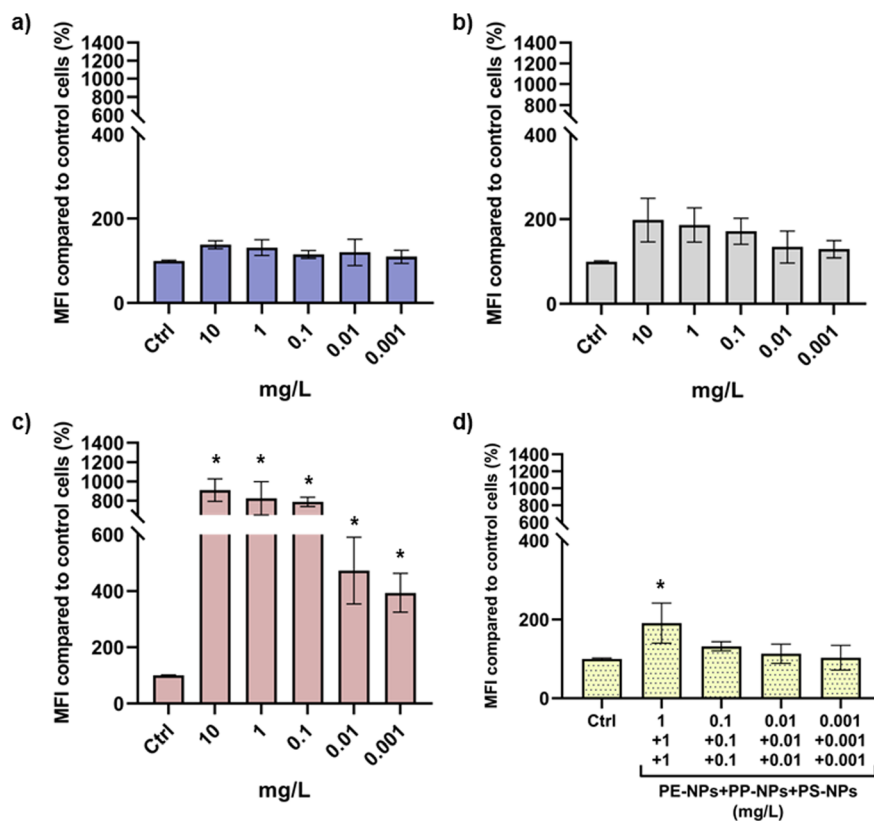 a)
MFI compared to control cells (%)
1400
1200
1000
800
600
400
200
0
Ctrl
10
1
0.1
0.01
0.001
mg/L
b)
MFI compared to control cells (%)
1400
1200
1000
800
400
200
0
Ctrl
10
1
0.1
0.01
0.001
mg/L
c)
MFI compared to control cells (%)
1400
1200
1000
800
600
400
200
0
* * * * *
Ctrl
10
1
0.1
0.01
0.001
mg/L
d)
MFI compared to control cells (%)
1400
1200
1000
800
600
400
200
0
*
Ctrl 1 0.1 0.01 0.001
+1 +0.1 +0.01 +0.001
+1 +0.1 +0.01 +0.001
PE-NPs+PP-NPs+PS-NPs
(mg/L)